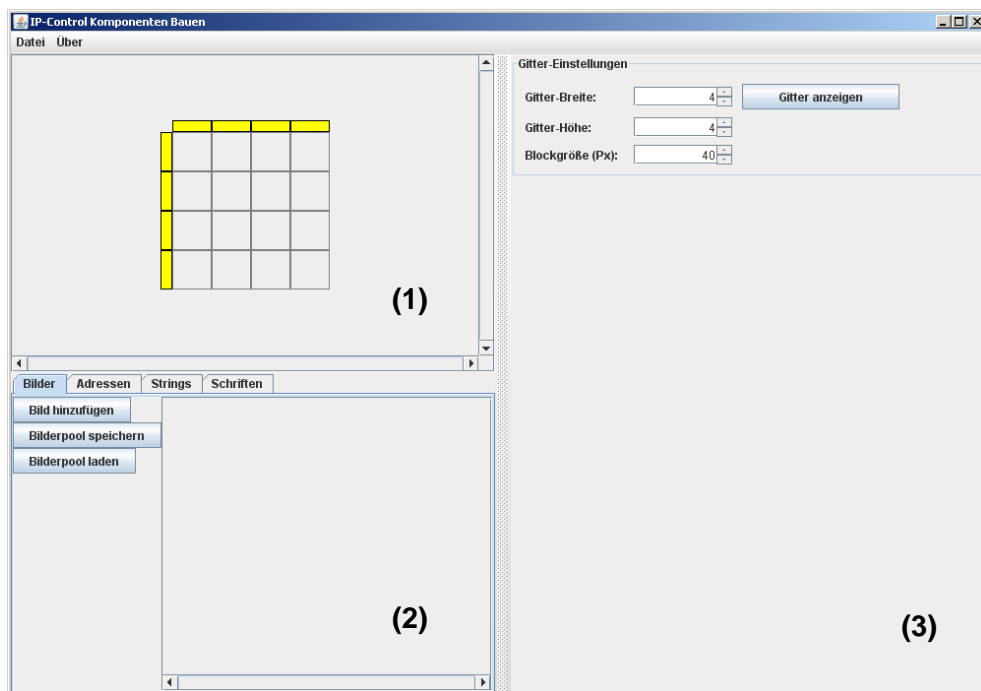 IP-Control Komponenten Bauen
Datei Über
(1)
Bilder Adressen Strings Schriften
Bild hinzufügen
Bilderpool speichern
Bilderpool laden
(2)
Gitter-Einstellungen
Gitter-Breite: 4 Gitter anzeigen
Gitter-Höhe: 4
Blockgröße (Px): 40
(3)